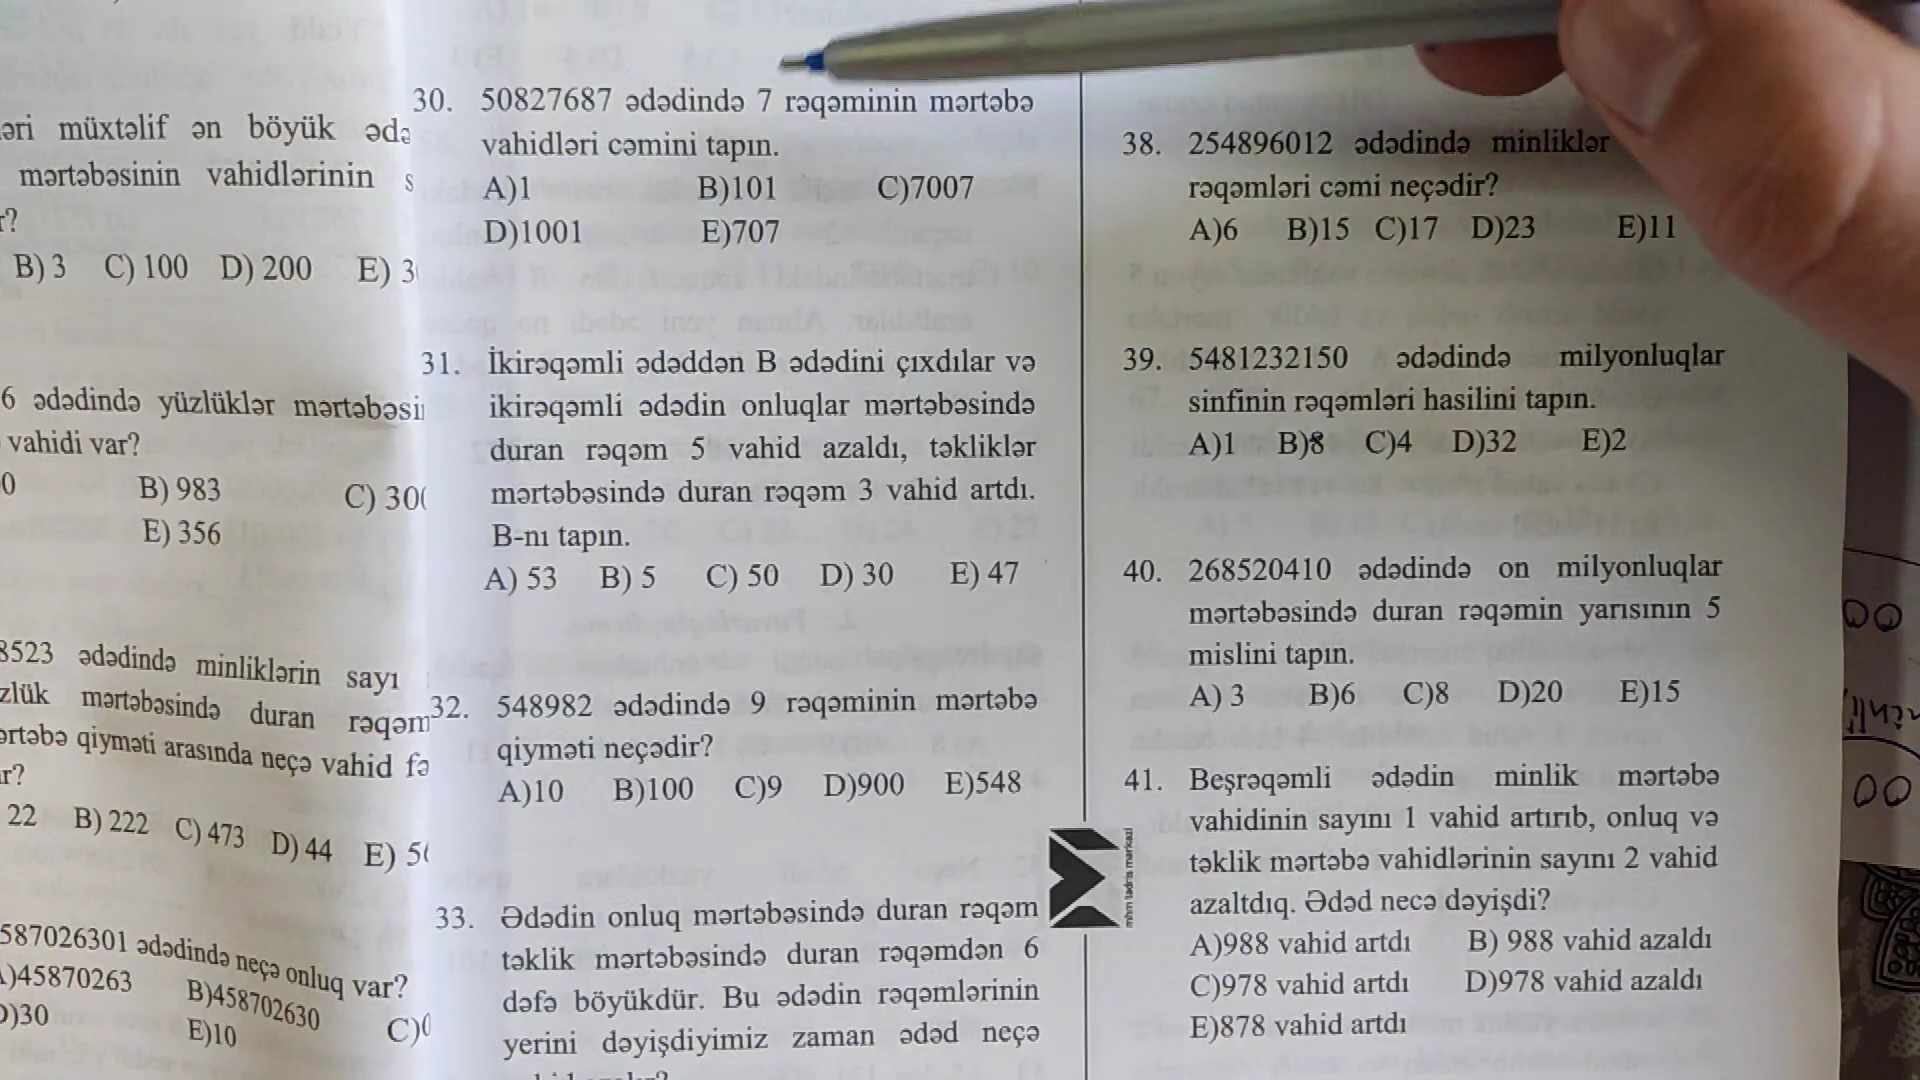 əri müxtəlif ən böyük ədə
mərtəbəsinin vahidlərinin s
r?
B) 3 C) 100 D) 200 E) 3
6 ədədində yüzlüklər mərtəbəsi
vahidi var?
0 B) 983 C) 300
E) 356
8523 ədədində minliklərin sayı
zlük mərtəbəsində duran rəqəm
ərtəbə qiyməti arasında neçə vahid fə
r?
22 B) 222 C) 473 D) 44 E) 5
587026301 ədədində neçə onluq var?
)45870263 B)458702630 C)
)30 E)10
30. 50827687 ədədində 7 rəqəminin mərtəbə
vahidləri cəmini tapın.
A)1 B)101 C)7007
D)1001 E)707
31. İkirəqəmli ədəddən B ədədini çıxdılar və
ikirəqəmli ədədin onluqlar mərtəbəsində
duran rəqəm 5 vahid azaldı, təkliklər
mərtəbəsində duran rəqəm 3 vahid artdı.
B-nı tapın.
A) 53 B) 5 C) 50 D) 30 E) 47
32. 548982 ədədində 9 rəqəminin mərtəbə
qiyməti neçədir?
A)10 B)100 C)9 D)900 E)548
33. Ədədin onluq mərtəbəsində duran rəqəm
təklik mərtəbəsində duran rəqəmdən 6
dəfə böyükdür. Bu ədədin rəqəmlərinin
yerini dəyişdiyimiz zaman ədəd neçə
mhm tədris mərkəzi
38. 254896012 ədədində minliklər
rəqəmləri cəmi neçədir?
A)6 B)15 C)17 D)23 E)11
39. 5481232150 ədədində milyonluqlar
sinfinin rəqəmləri hasilini tapın.
A)1 B)8 C)4 D)32 E)2
40. 268520410 ədədində on milyonluqlar
mərtəbəsində duran rəqəmin yarısının 5
mislini tapın.
A) 3 B)6 C)8 D)20 E)15
41. Beşrəqəmli ədədin minlik mərtəbə
vahidinin sayını 1 vahid artırıb, onluq və
təklik mərtəbə vahidlərinin sayını 2 vahid
azaltdıq. Ədəd necə dəyişdi?
A)988 vahid artdı B) 988 vahid azaldı
C)978 vahid artdı D)978 vahid azaldı
E)878 vahid artdı
00
00